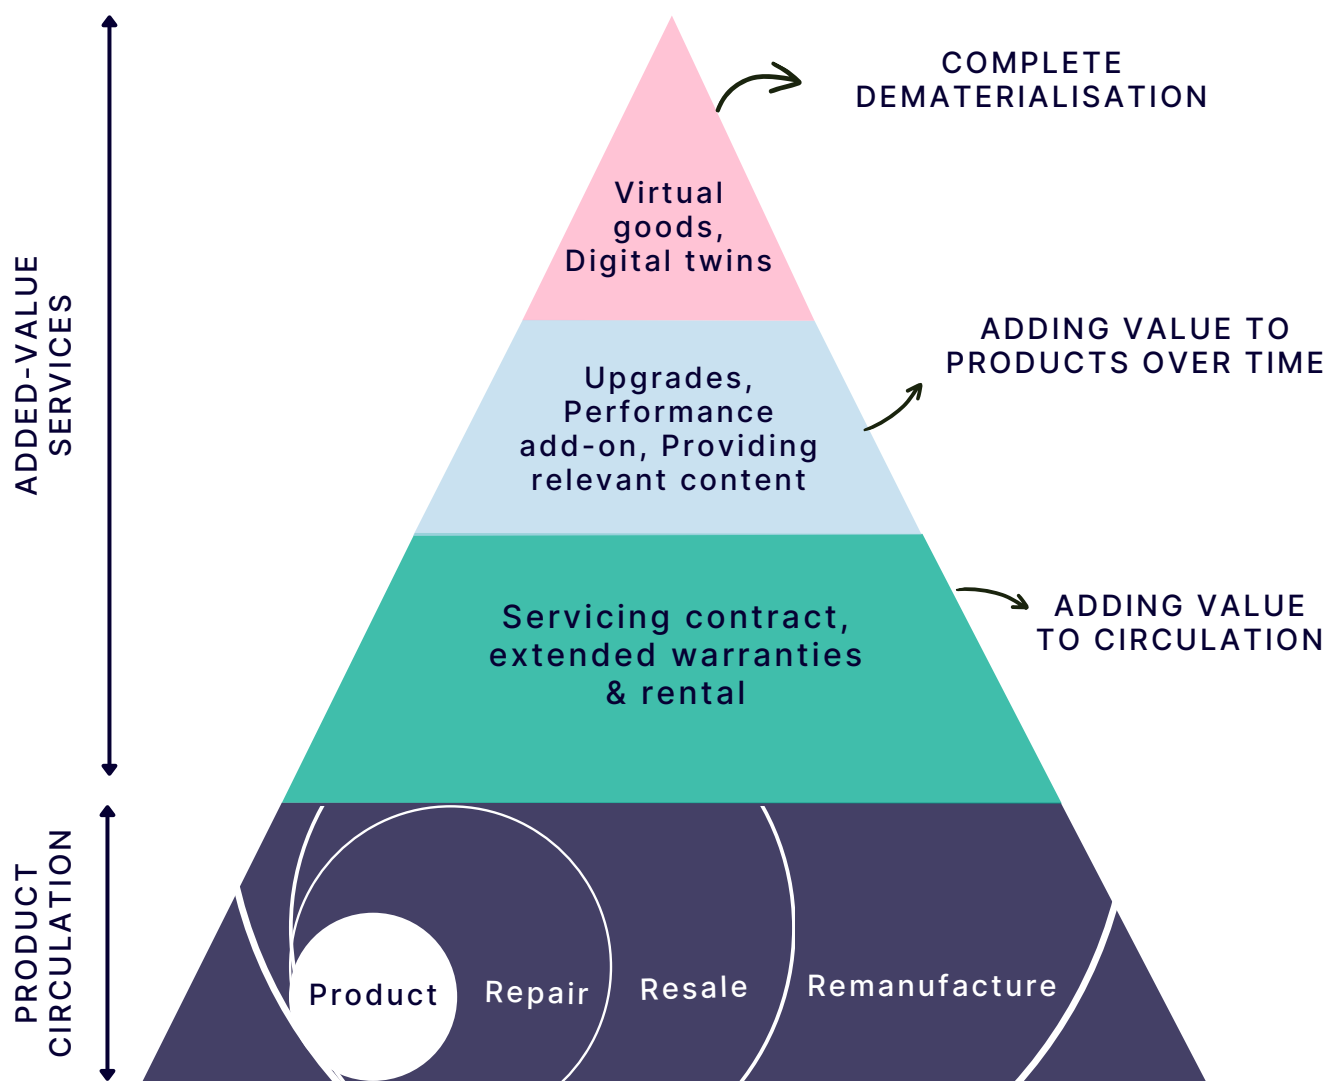 COMPLETE
DEMATERIALISATION
Virtual
goods,
Digital twins
ADDED-VALUE
SERVICES
ADDING VALUE TO
PRODUCTS OVER TIME
Upgrades,
Performance
add-on, Providing
relevant content
ADDING VALUE
TO CIRCULATION
Servicing contract,
extended warranties
& rental
PRODUCT
CIRCULATION
Product
Repair
Resale
Remanufacture